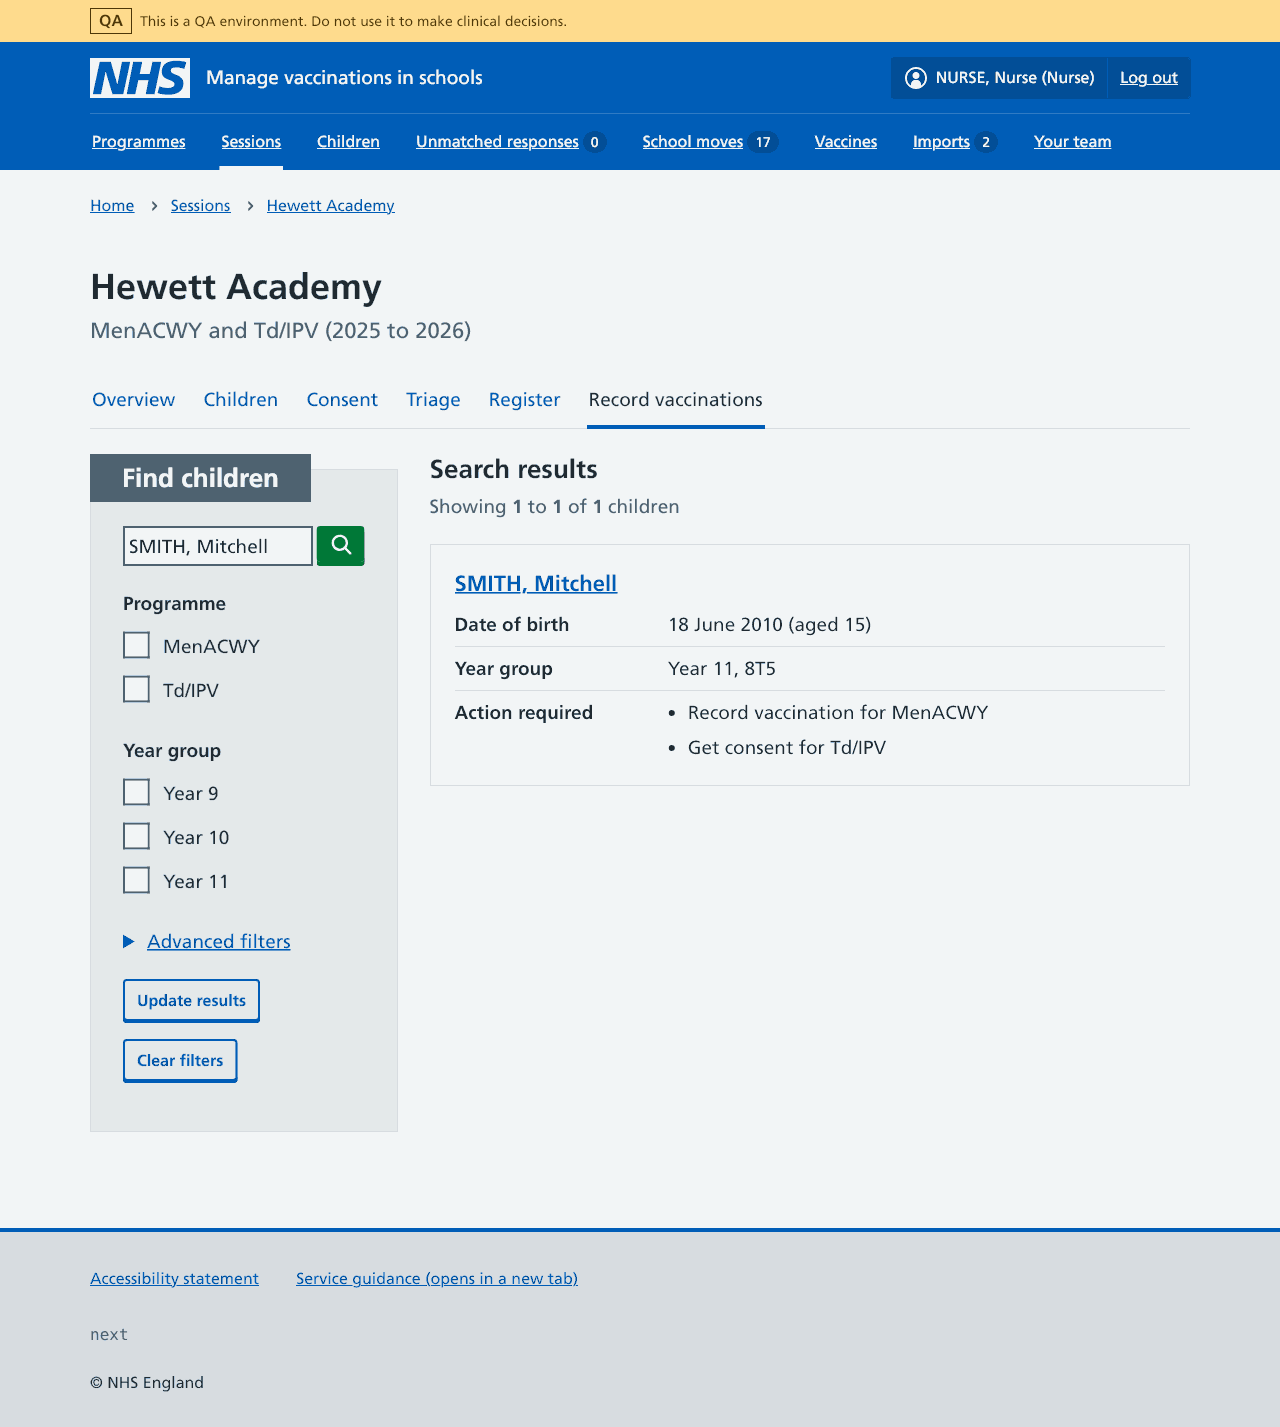 QA This is a QA environment. Do not use it to make clinical decisions.
NHS Manage vaccinations in schools NURSE, Nurse (Nurse) Log out
Programmes Sessions Children Unmatched responses 0 School moves 17 Vaccines Imports 2 Your team
Home Sessions Hewett Academy
Hewett Academy
MenACWY and Td/IPV (2025 to 2026)
Overview Children Consent Triage Register Record vaccinations
Find children
SMITH, Mitchell
Programme
MenACWY
Td/IPV
Year group
Year 9
Year 10
Year 11
Advanced filters
Update results
Clear filters
Search results
Showing 1 to 1 of 1 children
SMITH, Mitchell
Date of birth 18 June 2010 (aged 15)
Year group Year 11, 8T5
Action required • Record vaccination for MenACWY
• Get consent for Td/IPV
Accessibility statement Service guidance (opens in a new tab)
next
© NHS England